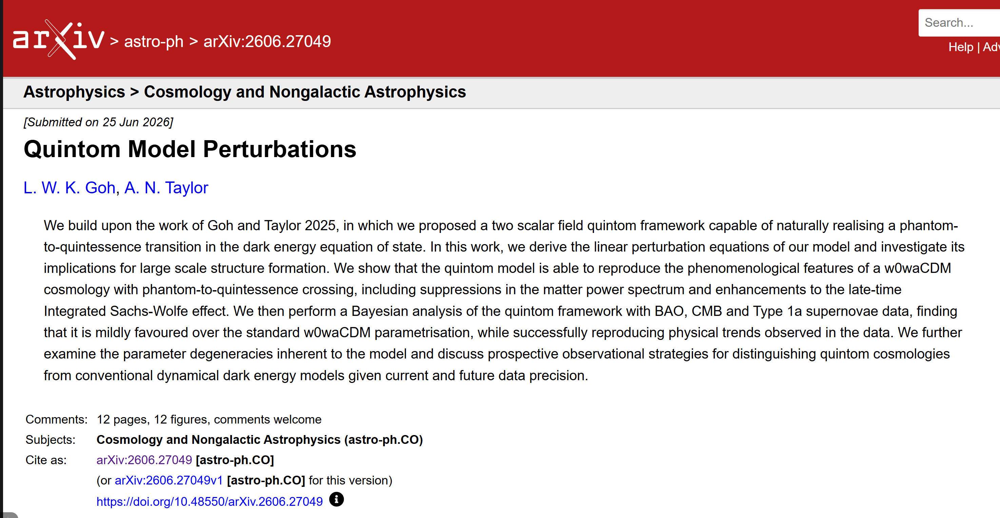 arXiv > astro-ph > arXiv:2606.27049
Search...
Help |
Astrophysics > Cosmology and Nongalactic Astrophysics
[Submitted on 25 Jun 2026]
Quintom Model Perturbations
L. W. K. Goh, A. N. Taylor
We build upon the work of Goh and Taylor 2025, in which we proposed a two scalar field quintom framework capable of naturally realising a phantom-
to-quintessence transition in the dark energy equation of state. In this work, we derive the linear perturbation equations of our model and investigate its
implications for large scale structure formation. We show that the quintom model is able to reproduce the phenomenological features of a w0waCDM
cosmology with phantom-to-quintessence crossing, including suppressions in the matter power spectrum and enhancements to the late-time
Integrated Sachs-Wolfe effect. We then perform a Bayesian analysis of the quintom framework with BAO, CMB and Type 1a supernovae data, finding
that it is mildly favoured over the standard w0waCDM parametrisation, while successfully reproducing physical trends observed in the data. We further
examine the parameter degeneracies inherent to the model and discuss prospective observational strategies for distinguishing quintom cosmologies
from conventional dynamical dark energy models given current and future data precision.
Comments: 12 pages, 12 figures, comments welcome
Subjects: Cosmology and Nongalactic Astrophysics (astro-ph.CO)
Cite as: arXiv:2606.27049 [astro-ph.CO]
(or arXiv:2606.27049v1 [astro-ph.CO] for this version)
https://doi.org/10.48550/arXiv.2606.27049